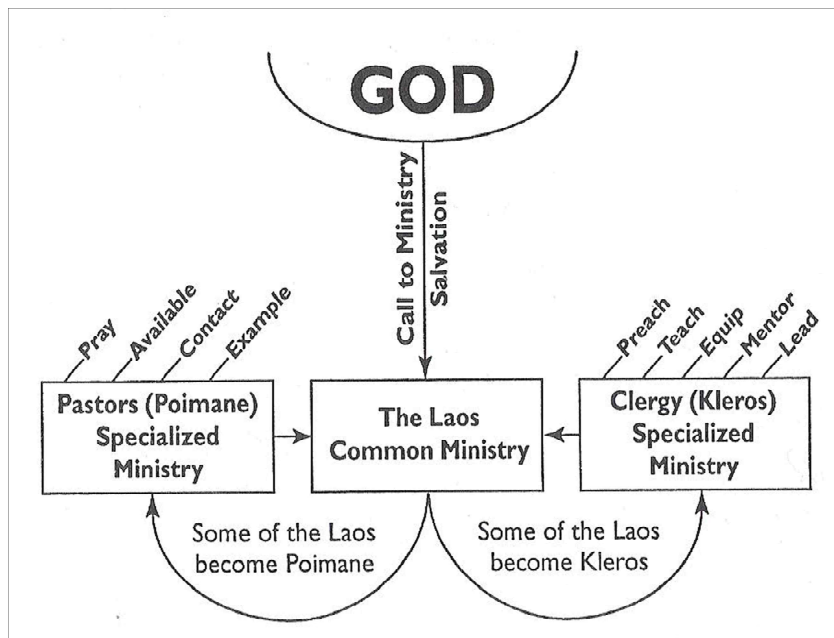 GOD
Call to Ministry
Salvation
Pray
Available
Contact
Example
Preach
Teach
Equip
Mentor
Lead
Pastors (Poimane)
Specialized
Ministry
The Laos
Common Ministry
Clergy (Kleros)
Specialized
Ministry
Some of the Laos
become Poimane
Some of the Laos
become Kleros